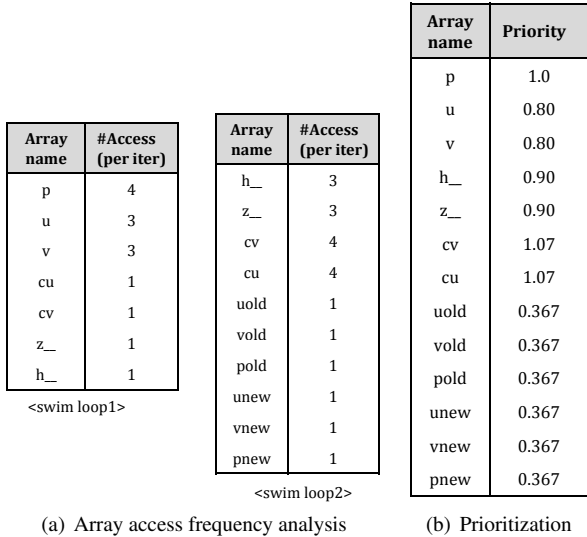 Array name #Access (per iter)
p 4
u 3
v 3
cu 1
cv 1
z__ 1
h__ 1
<swim loop1>
Array name #Access (per iter)
h__ 3
z__ 3
cv 4
cu 4
uold 1
vold 1
pold 1
unew 1
vnew 1
pnew 1
<swim loop2>
(a) Array access frequency analysis
Array name Priority
p 1.0
u 0.80
v 0.80
h__ 0.90
z__ 0.90
cv 1.07
cu 1.07
uold 0.367
vold 0.367
pold 0.367
unew 0.367
vnew 0.367
pnew 0.367
(b) Prioritization